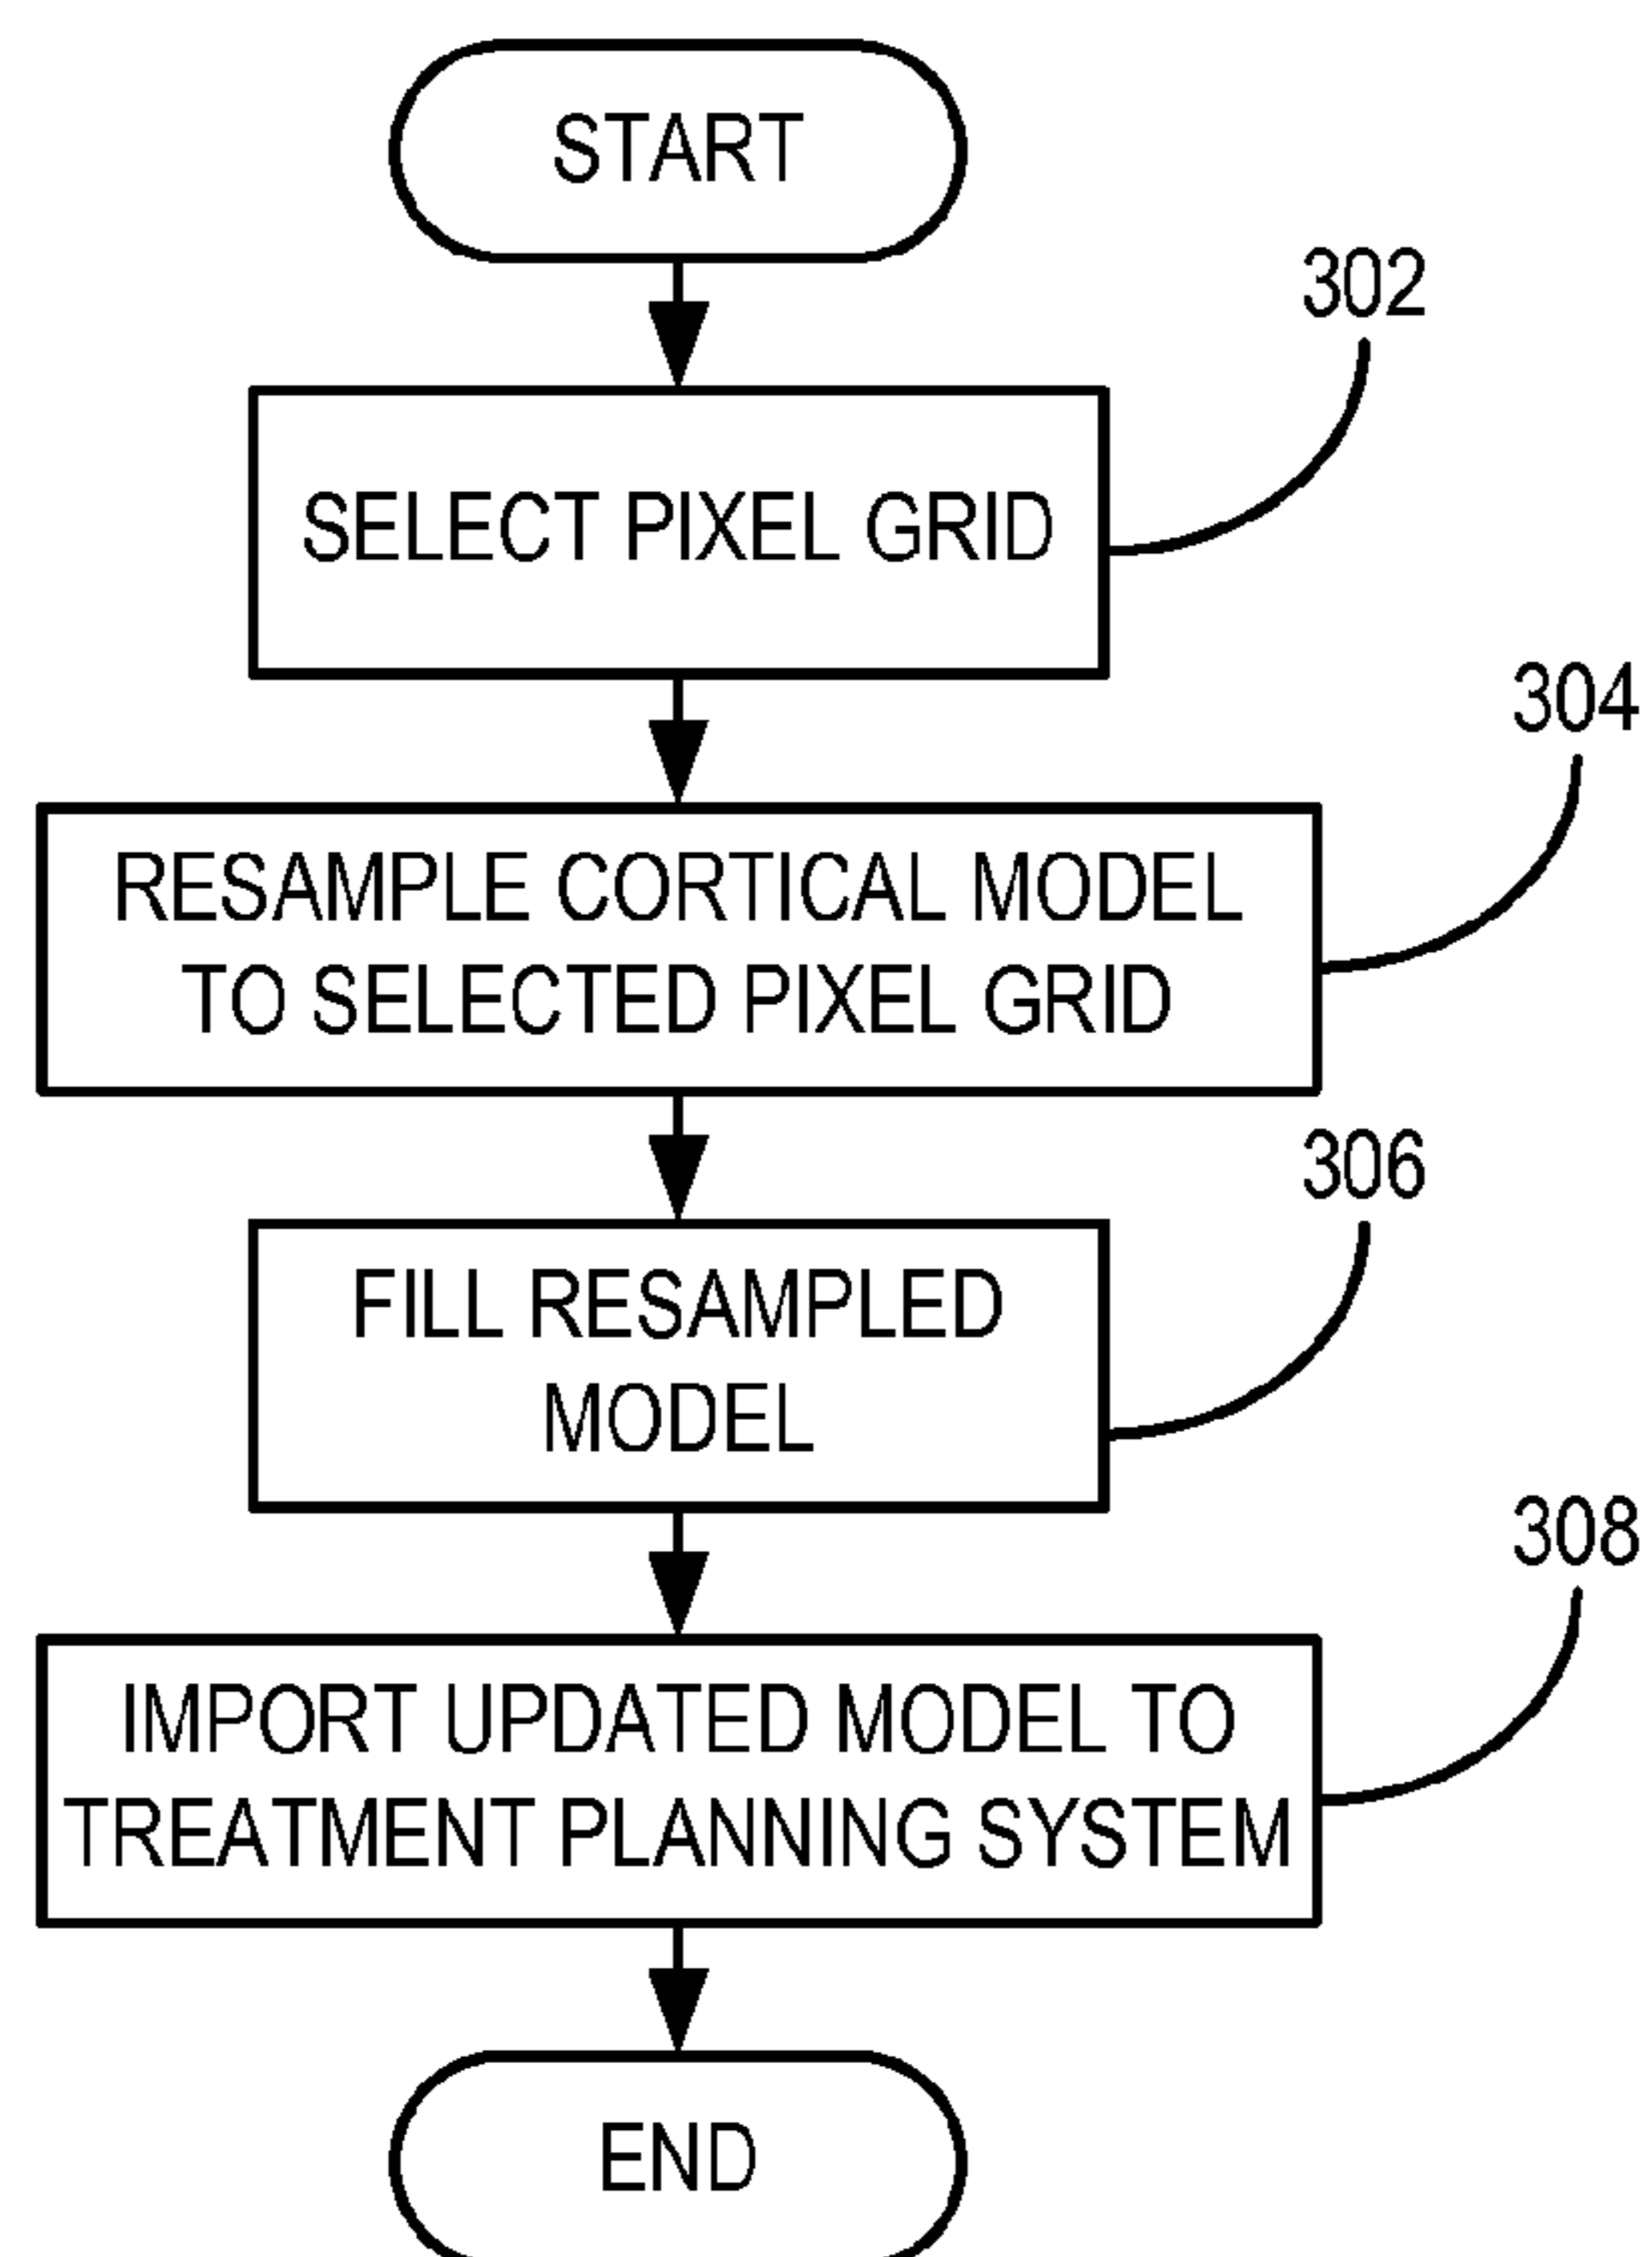 START
302
SELECT PIXEL GRID
304
RESAMPLE CORTICAL MODEL
TO SELECTED PIXEL GRID
306
FILL RESAMPLED
MODEL
308
IMPORT UPDATED MODEL TO
TREATMENT PLANNING SYSTEM
END